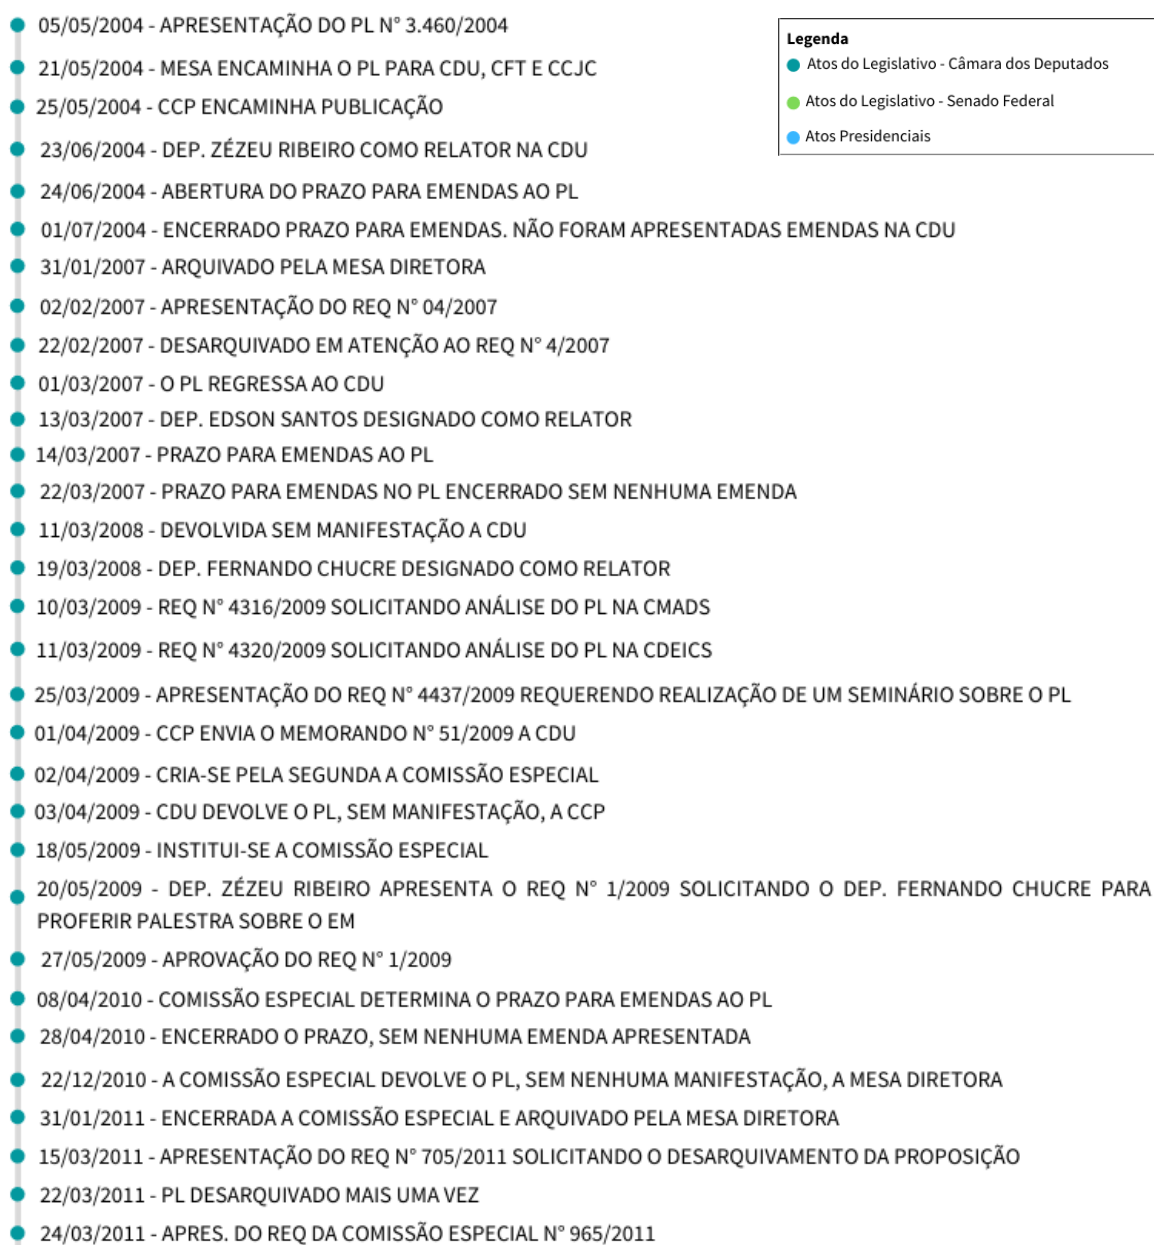 05/05/2004 - APRESENTAÇÃO DO PL N° 3.460/2004
21/05/2004 - MESA ENCAMINHA O PL PARA CDU, CFT E CCJC
25/05/2004 - CCP ENCAMINHA PUBLICAÇÃO
23/06/2004 - DEP. ZÉZEU RIBEIRO COMO RELATOR NA CDU
24/06/2004 - ABERTURA DO PRAZO PARA EMENDAS AO PL
01/07/2004 - ENCERRADO PRAZO PARA EMENDAS. NÃO FORAM APRESENTADAS EMENDAS NA CDU
31/01/2007 - ARQUIVADO PELA MESA DIRETORA
02/02/2007 - APRESENTAÇÃO DO REQ N° 04/2007
22/02/2007 - DESARQUIVADO EM ATENÇÃO AO REQ N° 4/2007
01/03/2007 - O PL REGRESSA AO CDU
13/03/2007 - DEP. EDSON SANTOS DESIGNADO COMO RELATOR
14/03/2007 - PRAZO PARA EMENDAS AO PL
22/03/2007 - PRAZO PARA EMENDAS NO PL ENCERRADO SEM NENHUMA EMENDA
11/03/2008 - DEVOLVIDA SEM MANIFESTAÇÃO A CDU
19/03/2008 - DEP. FERNANDO CHUCRE DESIGNADO COMO RELATOR
10/03/2009 - REQ N° 4316/2009 SOLICITANDO ANÁLISE DO PL NA CMADS
11/03/2009 - REQ N° 4320/2009 SOLICITANDO ANÁLISE DO PL NA CDEICS
25/03/2009 - APRESENTAÇÃO DO REQ N° 4437/2009 REQUERENDO REALIZAÇÃO DE UM SEMINÁRIO SOBRE O PL
01/04/2009 - CCP ENVIA O MEMORANDO N° 51/2009 A CDU
02/04/2009 - CRIA-SE PELA SEGUNDA A COMISSÃO ESPECIAL
03/04/2009 - CDU DEVOLVE O PL, SEM MANIFESTAÇÃO, A CCP
18/05/2009 - INSTITUI-SE A COMISSÃO ESPECIAL
20/05/2009 - DEP. ZÉZEU RIBEIRO APRESENTA O REQ N° 1/2009 SOLICITANDO O DEP. FERNANDO CHUCRE PARA
PROFERIR PALESTRA SOBRE O EM
27/05/2009 - APROVAÇÃO DO REQ N° 1/2009
08/04/2010 - COMISSÃO ESPECIAL DETERMINA O PRAZO PARA EMENDAS AO PL
28/04/2010 - ENCERRADO O PRAZO, SEM NENHUMA EMENDA APRESENTADA
22/12/2010 - A COMISSÃO ESPECIAL DEVOLVE O PL, SEM NENHUMA MANIFESTAÇÃO, A MESA DIRETORA
31/01/2011 - ENCERRADA A COMISSÃO ESPECIAL E ARQUIVADO PELA MESA DIRETORA
15/03/2011 - APRESENTAÇÃO DO REQ N° 705/2011 SOLICITANDO O DESARQUIVAMENTO DA PROPOSIÇÃO
22/03/2011 - PL DESARQUIVADO MAIS UMA VEZ
24/03/2011 - APRES. DO REQ DA COMISSÃO ESPECIAL N° 965/2011
Legenda
Atos do Legislativo - Câmara dos Deputados
Atos do Legislativo - Senado Federal
Atos Presidenciais